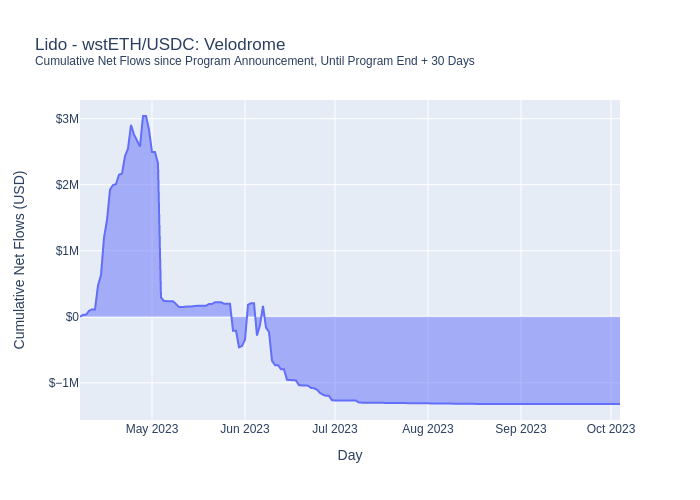 Lido - wstETH/USDC: Velodrome
Cumulative Net Flows since Program Announcement, Until Program End + 30 Days
Cumulative Net Flows (USD)
$3M
$2M
$1M
$0
−$1M
May 2023
Jun 2023
Jul 2023
Aug 2023
Sep 2023
Oct 2023
Day